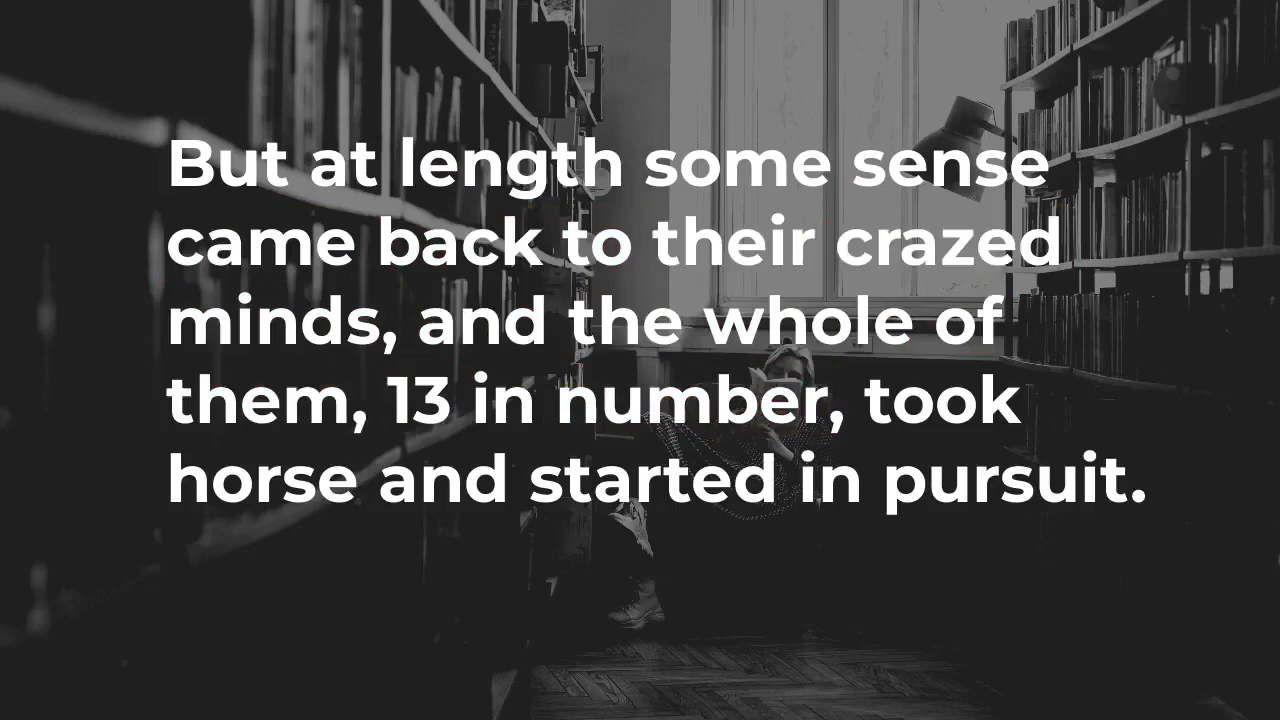 But at length some sense
came back to their crazed
minds, and the whole of
them, 13 in number, took
horse and started in pursuit.